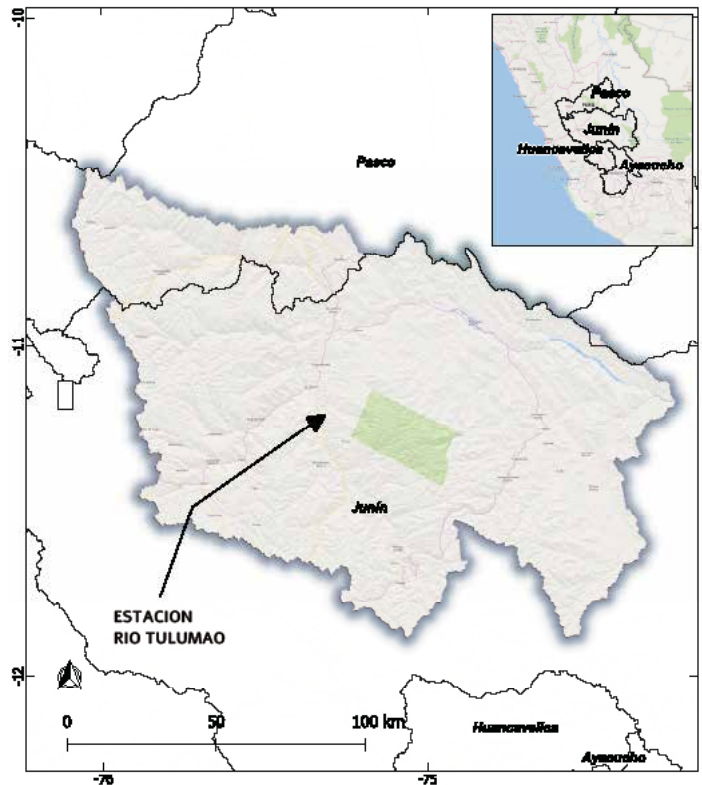 -10
Pasco
Pasco
Junín
Huancavelica
Ayacucho
-11
Junín
ESTACION
RIO TULUMAO
-12
0 50 100 km
Huancavelica
Ayacucho
-76 -75